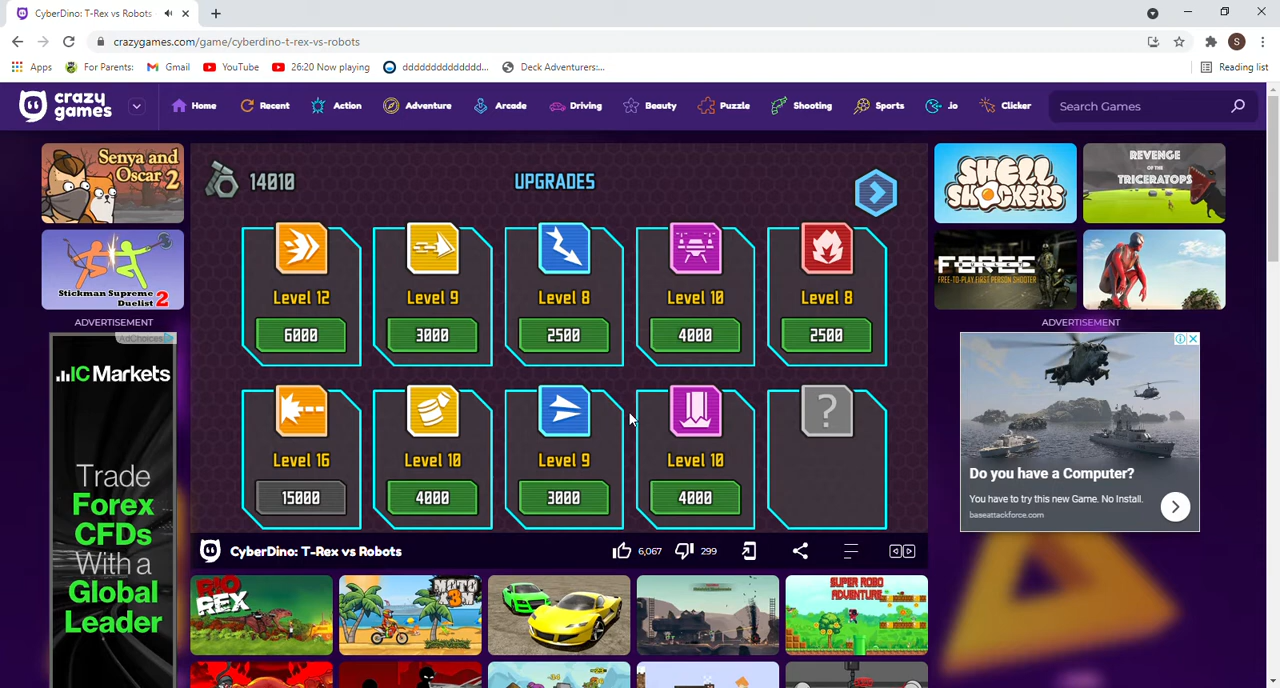 CyberDino: T-Rex vs Robots
crazygames.com/game/cyberdino-t-rex-vs-robots
S
Apps
For Parents:
Gmail
YouTube
26:20 Now playing
dddddddddddddd...
Deck Adventurers:...
Reading list
crazy
games
Home
Recent
Action
Adventure
Arcade
Driving
Beauty
Puzzle
Shooting
Sports
.io
Clicker
Search Games
Senya and
Oscar 2
Stickman Supreme
Duelist 2
ADVERTISEMENT
AdChoices
IC Markets
Trade
Forex
CFDs
With a
Global
Leader
14010
UPGRADES
Level 12
6000
Level 9
3000
Level 8
2500
Level 10
4000
Level 8
2500
Level 16
15000
Level 10
4000
Level 9
3000
Level 10
4000
?
CyberDino: T-Rex vs Robots
6,067
299
RIO
REX
MOTO
X3M
SUPER ROBO
ADVENTURE
SHELL
SHOCKERS
REVENGE
OF THE
TRICERATOPS
FREE-TO-PLAY FIRST PERSON SHOOTER
ADVERTISEMENT
Do you have a Computer?
You have to try this new Game. No Install.
baseattackforce.com